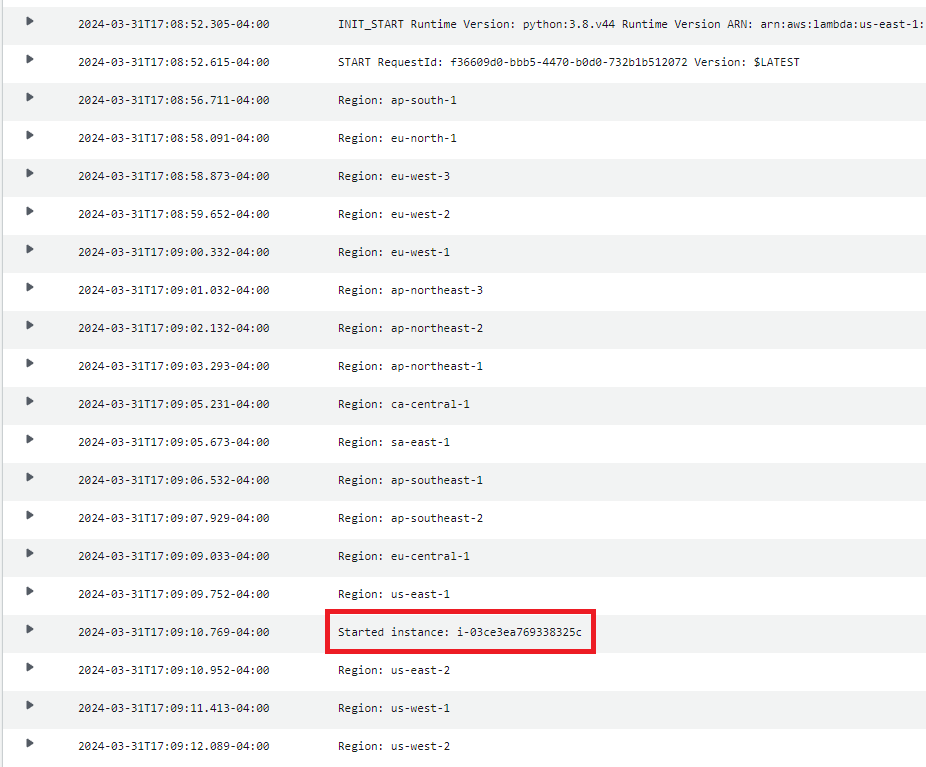 2024-03-31T17:08:52.305-04:00 INIT_START Runtime Version: python:3.8.v44 Runtime Version ARN: arn:aws:lambda:us-east-1:
2024-03-31T17:08:52.615-04:00 START RequestId: f36609d0-bbb5-4470-b0d0-732b1b512072 Version: $LATEST
2024-03-31T17:08:56.711-04:00 Region: ap-south-1
2024-03-31T17:08:58.091-04:00 Region: eu-north-1
2024-03-31T17:08:58.873-04:00 Region: eu-west-3
2024-03-31T17:08:59.652-04:00 Region: eu-west-2
2024-03-31T17:09:00.332-04:00 Region: eu-west-1
2024-03-31T17:09:01.032-04:00 Region: ap-northeast-3
2024-03-31T17:09:02.132-04:00 Region: ap-northeast-2
2024-03-31T17:09:03.293-04:00 Region: ap-northeast-1
2024-03-31T17:09:05.231-04:00 Region: ca-central-1
2024-03-31T17:09:05.673-04:00 Region: sa-east-1
2024-03-31T17:09:06.532-04:00 Region: ap-southeast-1
2024-03-31T17:09:07.929-04:00 Region: ap-southeast-2
2024-03-31T17:09:09.033-04:00 Region: eu-central-1
2024-03-31T17:09:09.752-04:00 Region: us-east-1
2024-03-31T17:09:10.769-04:00 Started instance: i-03ce3ea769338325c
2024-03-31T17:09:10.952-04:00 Region: us-east-2
2024-03-31T17:09:11.413-04:00 Region: us-west-1
2024-03-31T17:09:12.089-04:00 Region: us-west-2